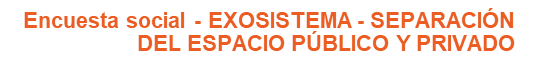 Encuesta social - EXOSISTEMA - SEPARACIÓN
DEL ESPACIO PÚBLICO Y PRIVADO